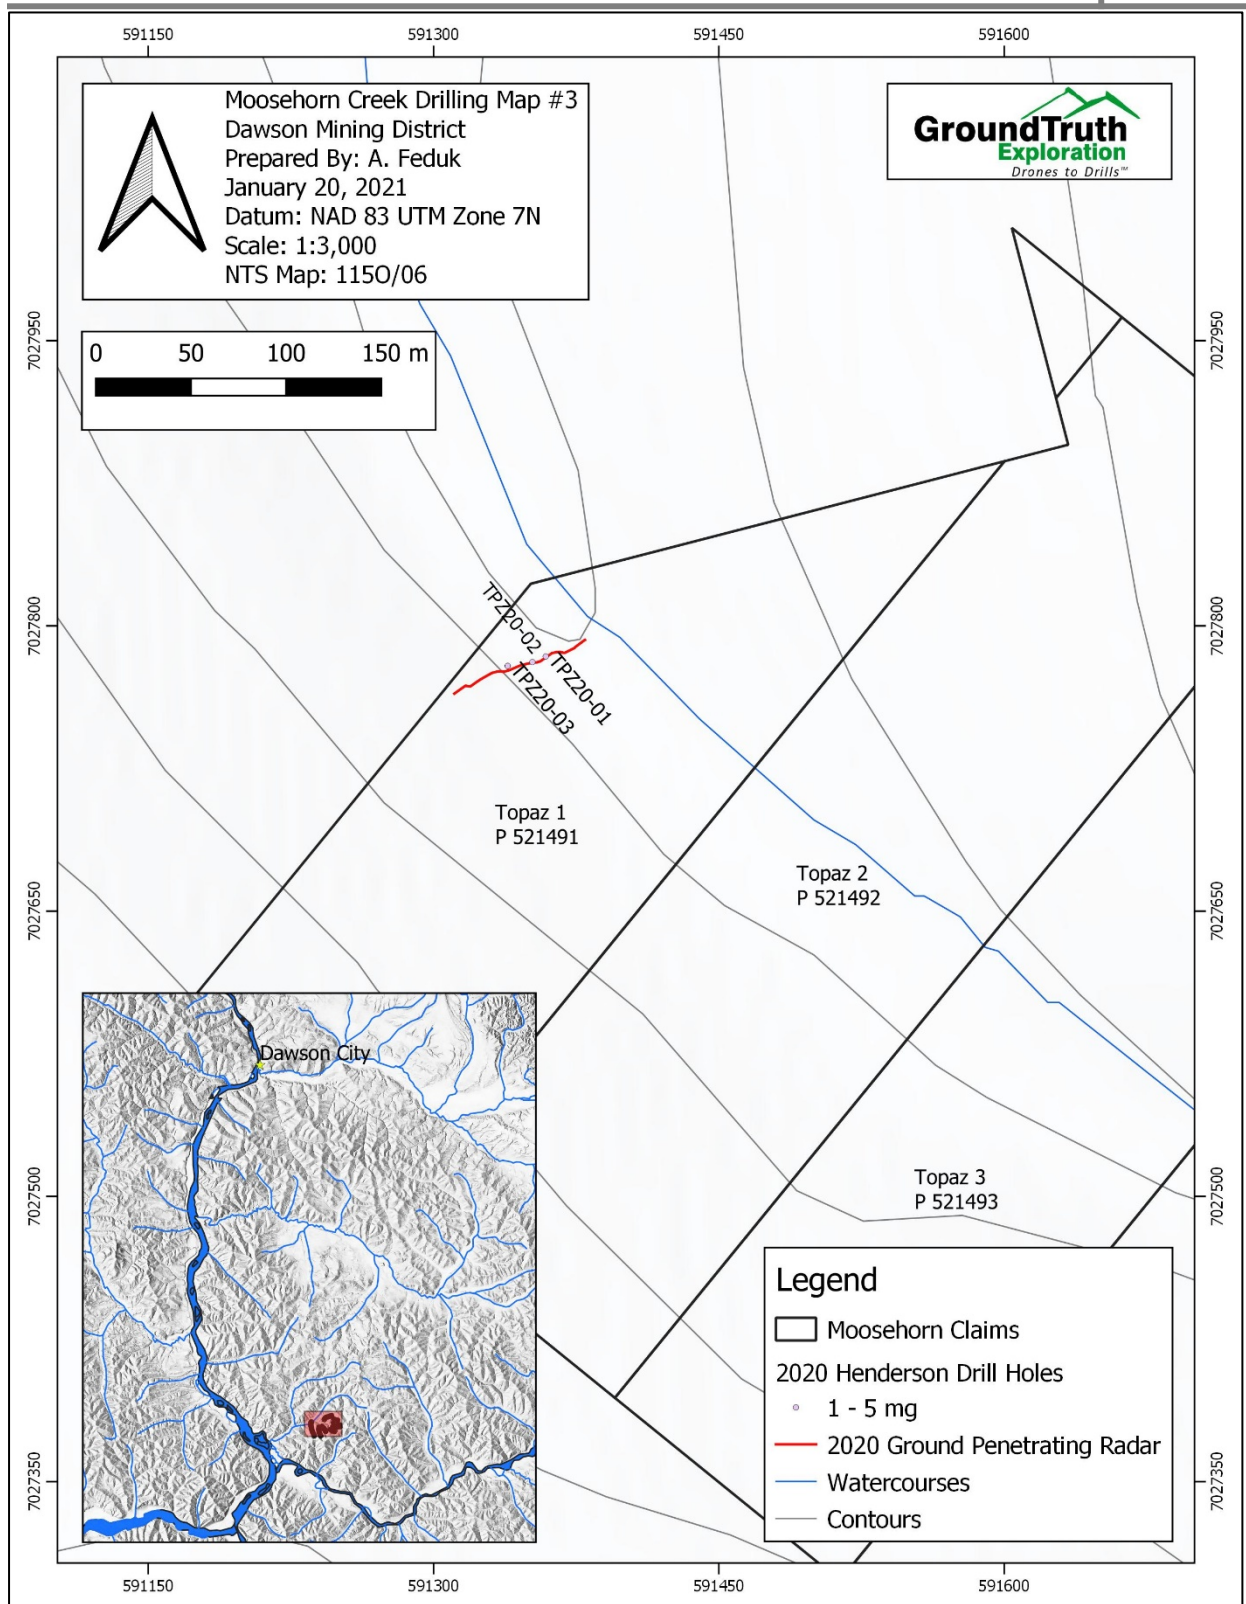 591150
591300
591450
591600
Moosehorn Creek Drilling Map #3
Dawson Mining District
Prepared By: A. Feduk
January 20, 2021
Datum: NAD 83 UTM Zone 7N
Scale: 1:3,000
NTS Map: 115O/06
GroundTruth
Exploration
Drones to Drills™
0 50 100 150 m
7027950
7027950
7027800
7027800
TPZ20-02
TPZ20-01
TPZ20-03
Topaz 1
P 521491
Topaz 2
P 521492
7027650
7027650
Dawson City
Topaz 3
P 521493
7027500
7027500
Legend
Moosehorn Claims
2020 Henderson Drill Holes
1 - 5 mg
2020 Ground Penetrating Radar
Watercourses
Contours
7027350
7027350
591150
591300
591450
591600